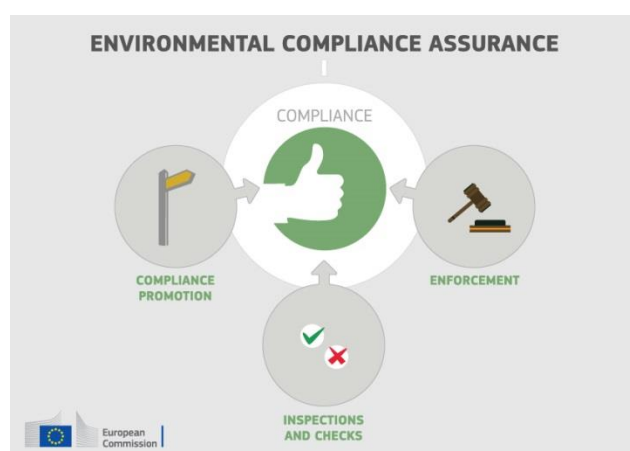 ENVIRONMENTAL COMPLIANCE ASSURANCE
COMPLIANCE
COMPLIANCE
PROMOTION
ENFORCEMENT
INSPECTIONS
AND CHECKS
European
Commission